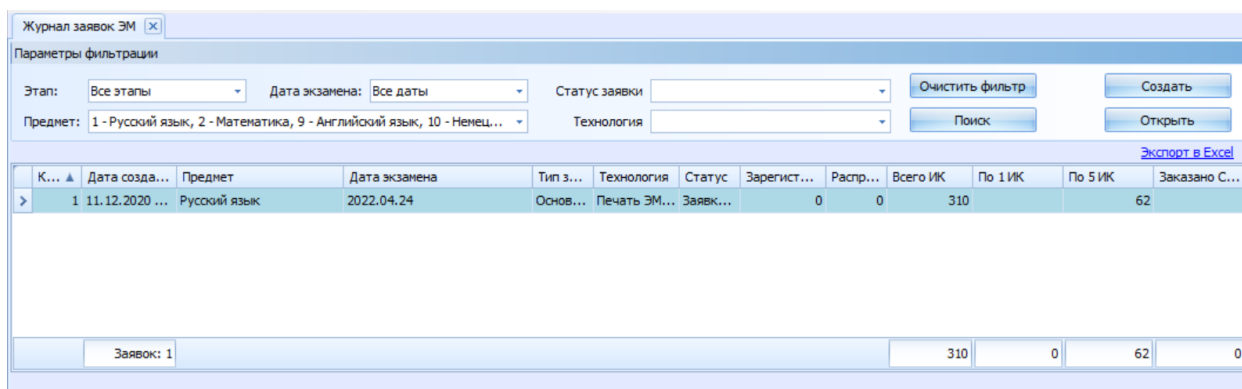 Журнал заявок ЭМ
Параметры фильтрации
Этап: Все этапы Дата экзамена: Все даты Статус заявки Очистить фильтр Создать
Предмет: 1 - Русский язык, 2 - Математика, 9 - Английский язык, 10 - Немец... Технология Поиск Открыть
Экспорт в Excel
К... Дата созда... Предмет Дата экзамена Тип з... Технология Статус Зарегист... Распр... Всего ИК По 1 ИК По 5 ИК Заказано С...
1 11.12.2020 ... Русский язык 2022.04.24 Основ... Печать ЭМ... Заявк... 0 0 310 62
Заявок: 1 310 0 62 0